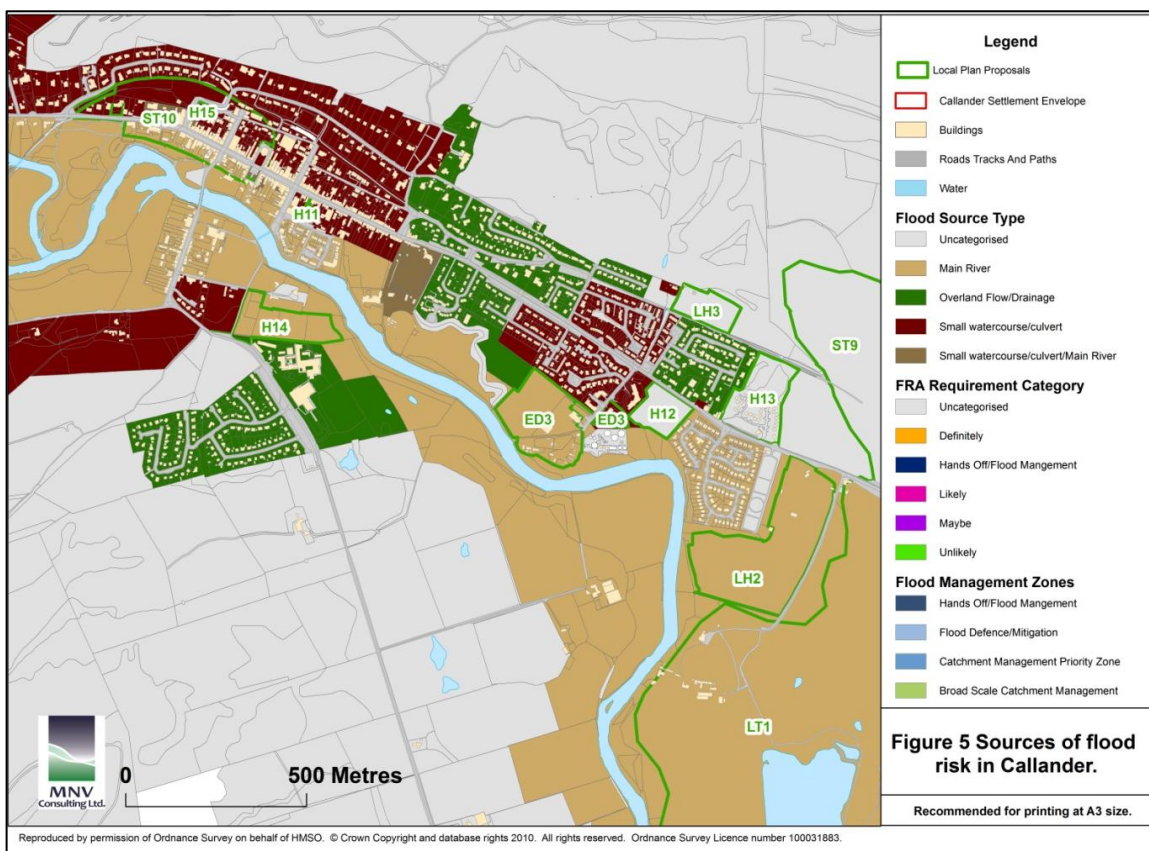 ST10
H15
H11
H14
LH3
ST9
H13
H12
ED3
ED3
LH2
LT1
MNV
Consulting Ltd.
0
500 Metres
Legend
Local Plan Proposals
Callander Settlement Envelope
Buildings
Roads Tracks And Paths
Water
Flood Source Type
Uncategorised
Main River
Overland Flow/Drainage
Small watercourse/culvert
Small watercourse/culvert/Main River
FRA Requirement Category
Uncategorised
Definitely
Hands Off/Flood Mangement
Likely
Maybe
Unlikely
Flood Management Zones
Hands Off/Flood Mangement
Flood Defence/Mitigation
Catchment Management Priority Zone
Broad Scale Catchment Management
Figure 5 Sources of flood
risk in Callander.
Recommended for printing at A3 size.
Reproduced by permission of Ordnance Survey on behalf of HMSO. © Crown Copyright and database rights 2010. All rights reserved. Ordnance Survey Licence number 100031883.